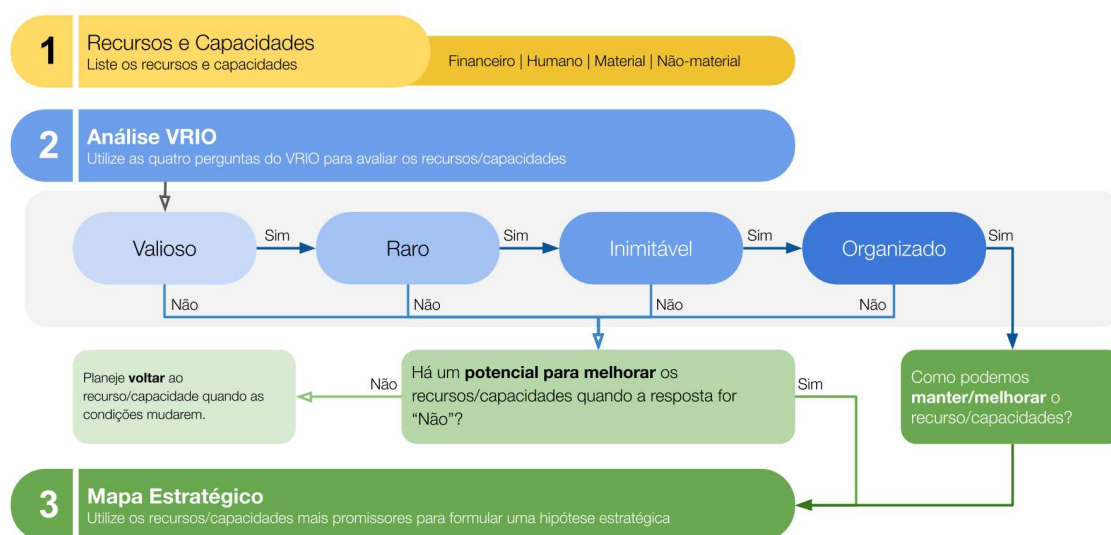 1
Recursos e Capacidades
Liste os recursos e capacidades
Financeiro | Humano | Material | Não-material
2
Análise VRIO
Utilize as quatro perguntas do VRIO para avaliar os recursos/capacidades
Valioso
Sim
Raro
Sim
Inimitável
Sim
Organizado
Sim
Não
Não
Não
Não
Planeje voltar ao
recurso/capacidade quando as
condições mudarem.
Não
Há um potencial para melhorar os
recursos/capacidades quando a resposta for
“Não”?
Sim
Como podemos
manter/melhorar o
recurso/capacidades?
3
Mapa Estratégico
Utilize os recursos/capacidades mais promissores para formular uma hipótese estratégica